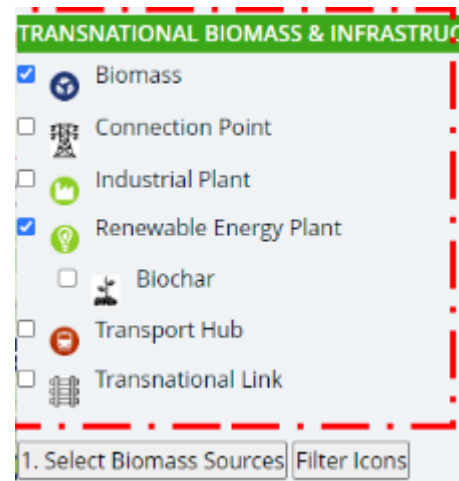 TRANSNATIONAL BIOMASS & INFRASTRUC
Biomass
Connection Point
Industrial Plant
Renewable Energy Plant
Biochar
Transport Hub
Transnational Link
1. Select Biomass Sources Filter Icons